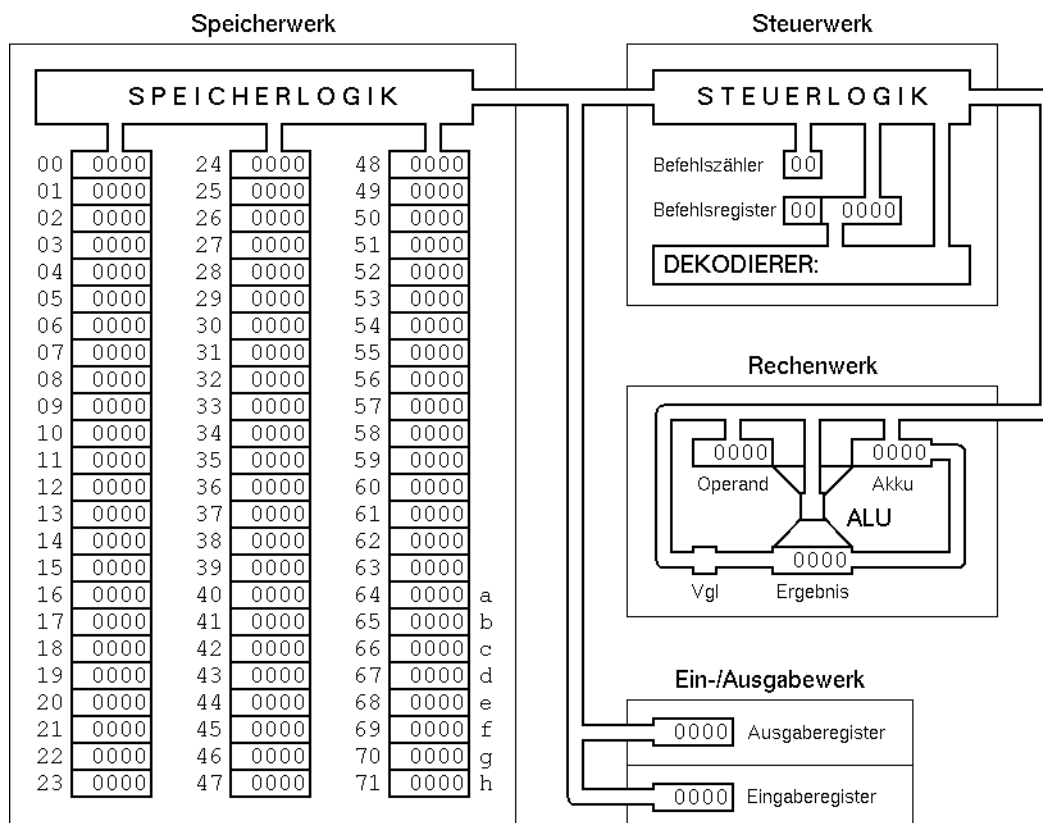 Speicherwerk
SPEICHERLOGIK
00 0000 24 0000 48 0000
01 0000 25 0000 49 0000
02 0000 26 0000 50 0000
03 0000 27 0000 51 0000
04 0000 28 0000 52 0000
05 0000 29 0000 53 0000
06 0000 30 0000 54 0000
07 0000 31 0000 55 0000
08 0000 32 0000 56 0000
09 0000 33 0000 57 0000
10 0000 34 0000 58 0000
11 0000 35 0000 59 0000
12 0000 36 0000 60 0000
13 0000 37 0000 61 0000
14 0000 38 0000 62 0000
15 0000 39 0000 63 0000
16 0000 40 0000 64 0000 a
17 0000 41 0000 65 0000 b
18 0000 42 0000 66 0000 c
19 0000 43 0000 67 0000 d
20 0000 44 0000 68 0000 e
21 0000 45 0000 69 0000 f
22 0000 46 0000 70 0000 g
23 0000 47 0000 71 0000 h
Steuerwerk
STEUERLOGIK
Befehlszähler 00
Befehlsregister 00 0000
DEKODIERER:
Rechenwerk
0000 0000
Operand Akku
ALU
0000
Vgl Ergebnis
Ein-/Ausgabewerk
0000 Ausgaberegister
0000 Eingaberegister